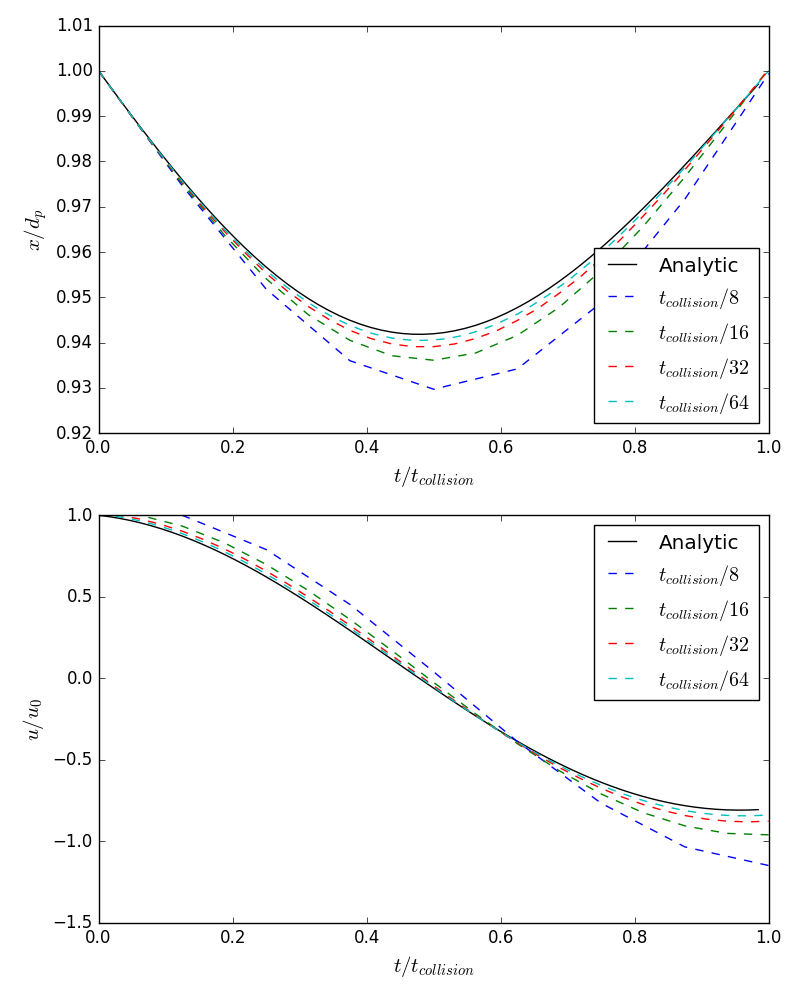 1.01
1.00
0.99
0.98
0.97
0.96
0.95
0.94
0.93
0.92
x/d_p
0.0 0.2 0.4 0.6 0.8 1.0
t/t_collision
Analytic
t_collision/8
t_collision/16
t_collision/32
t_collision/64
1.0
0.5
0.0
−0.5
−1.0
−1.5
u/u_0
0.0 0.2 0.4 0.6 0.8 1.0
t/t_collision
Analytic
t_collision/8
t_collision/16
t_collision/32
t_collision/64